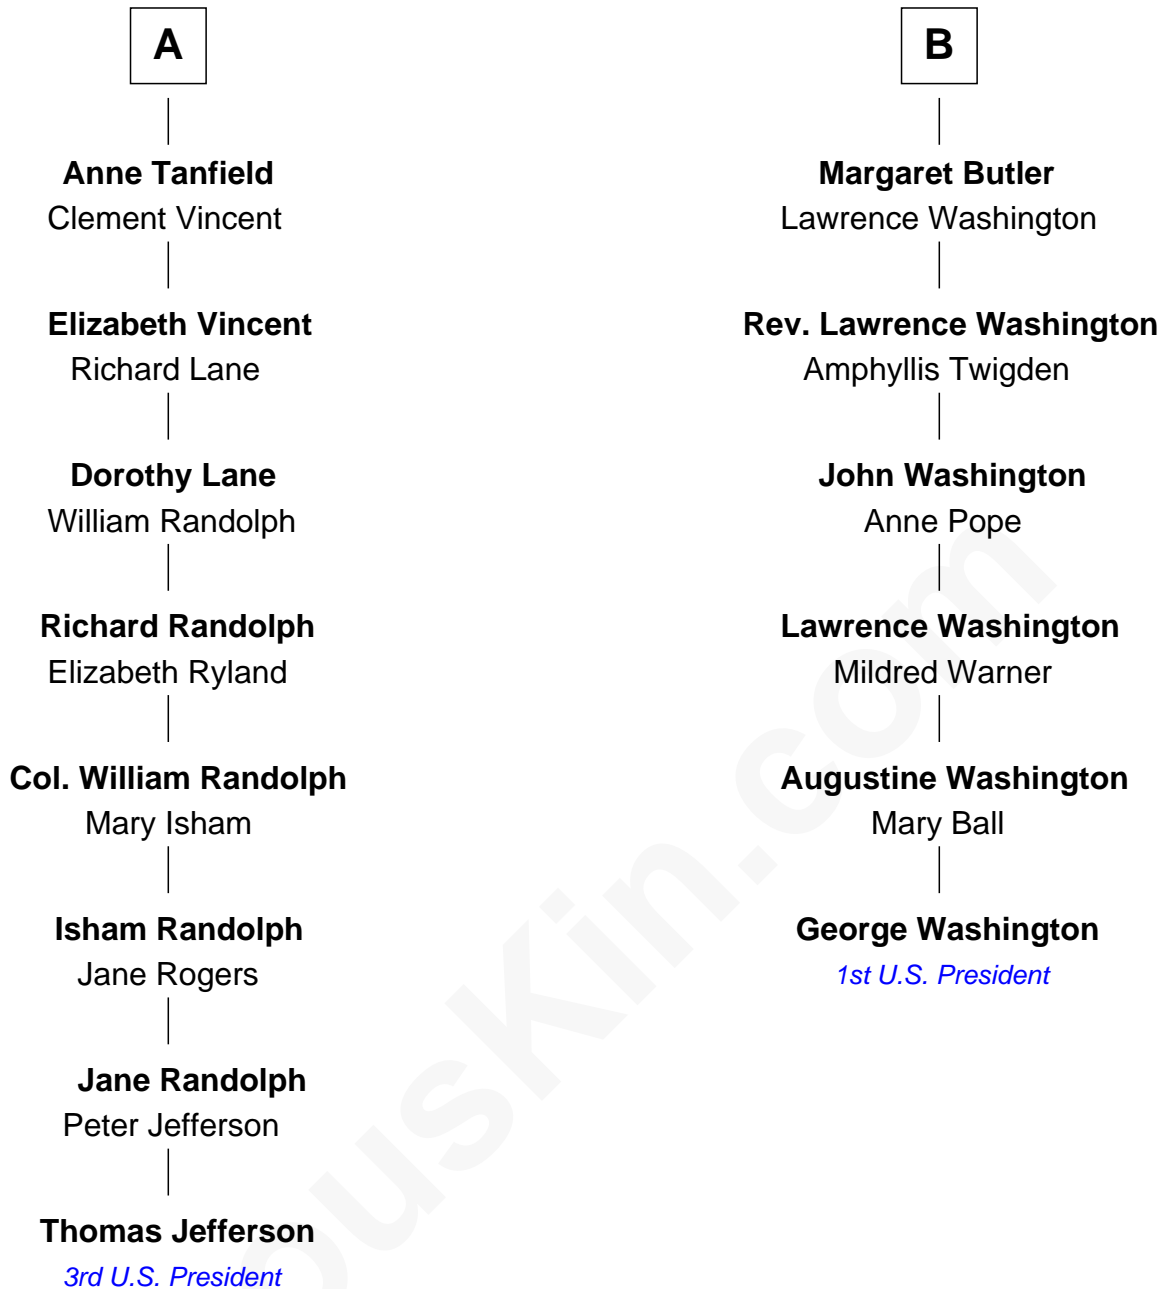 A
Anne Tanfield
Clement Vincent
Elizabeth Vincent
Richard Lane
Dorothy Lane
William Randolph
Richard Randolph
Elizabeth Ryland
Col. William Randolph
Mary Isham
Isham Randolph
Jane Rogers
Jane Randolph
Peter Jefferson
Thomas Jefferson
3rd U.S. President
B
Margaret Butler
Lawrence Washington
Rev. Lawrence Washington
Amphyllis Twigden
John Washington
Anne Pope
Lawrence Washington
Mildred Warner
Augustine Washington
Mary Ball
George Washington
1st U.S. President
ousKin.com